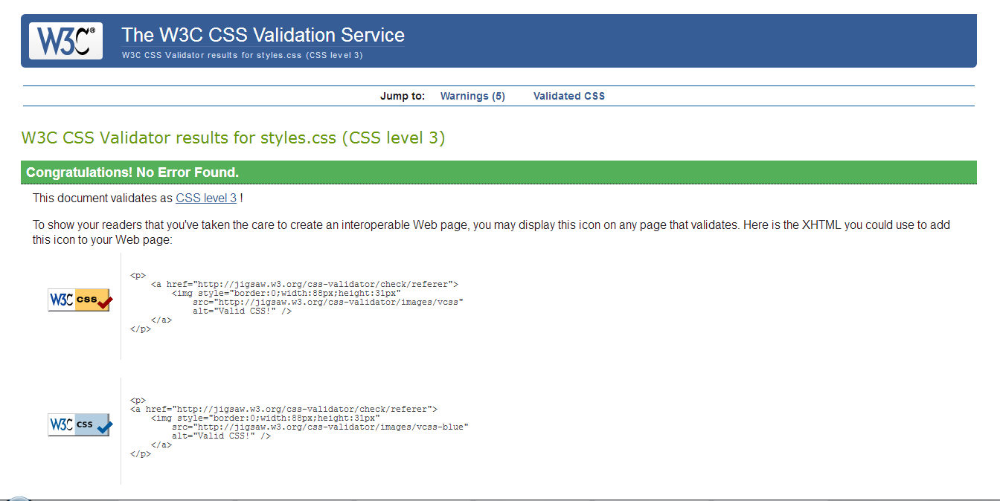 W3C®
The W3C CSS Validation Service
W3C CSS Validator results for styles.css (CSS level 3)
Jump to: Warnings (5) Validated CSS
W3C CSS Validator results for styles.css (CSS level 3)
Congratulations! No Error Found.
This document validates as CSS level 3 !
To show your readers that you've taken the care to create an interoperable Web page, you may display this icon on any page that validates. Here is the XHTML you could use to add
this icon to your Web page:
<p>
    <a href="http://jigsaw.w3.org/css-validator/check/referer">
        <img style="border:0;width:88px;height:31px"
            src="http://jigsaw.w3.org/css-validator/images/vcss"
            alt="Valid CSS!" />
    </a>
</p>
W3C css
<p>
<a href="http://jigsaw.w3.org/css-validator/check/referer">
    <img style="border:0;width:88px;height:31px"
        src="http://jigsaw.w3.org/css-validator/images/vcss-blue"
        alt="Valid CSS!" />
    </a>
</p>
W3C css